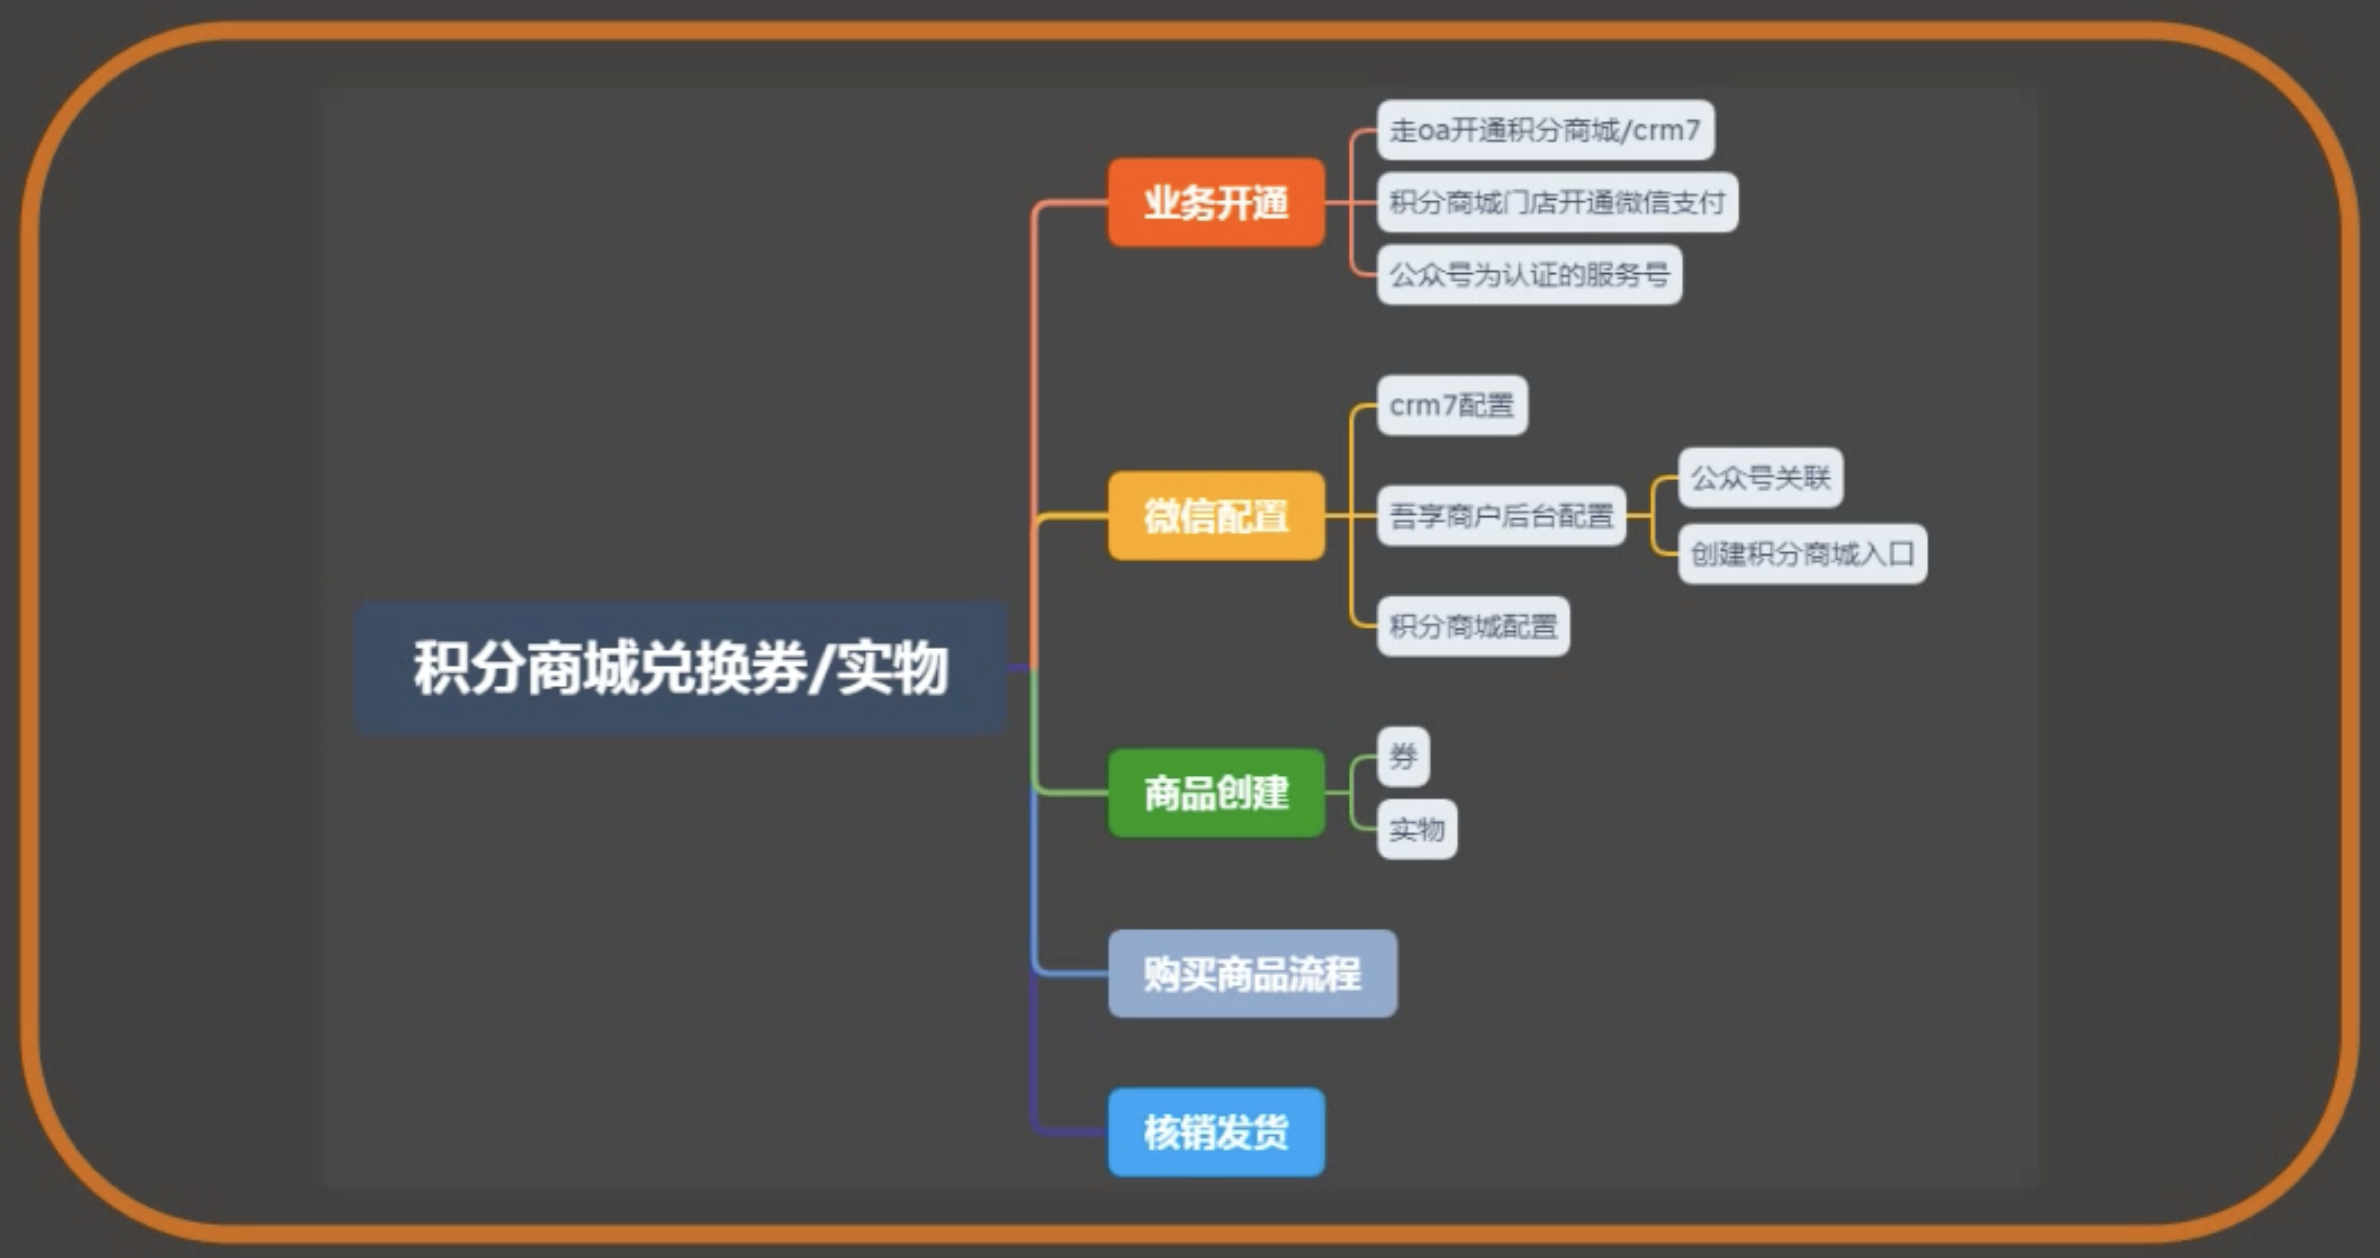 积分商城兑换券/实物
业务开通
走oa开通积分商城/crm7
积分商城门店开通微信支付
公众号为认证的服务号
微信配置
crm7配置
吾享商户后台配置
公众号关联
创建积分商城入口
积分商城配置
商品创建
券
实物
购买商品流程
核销发货